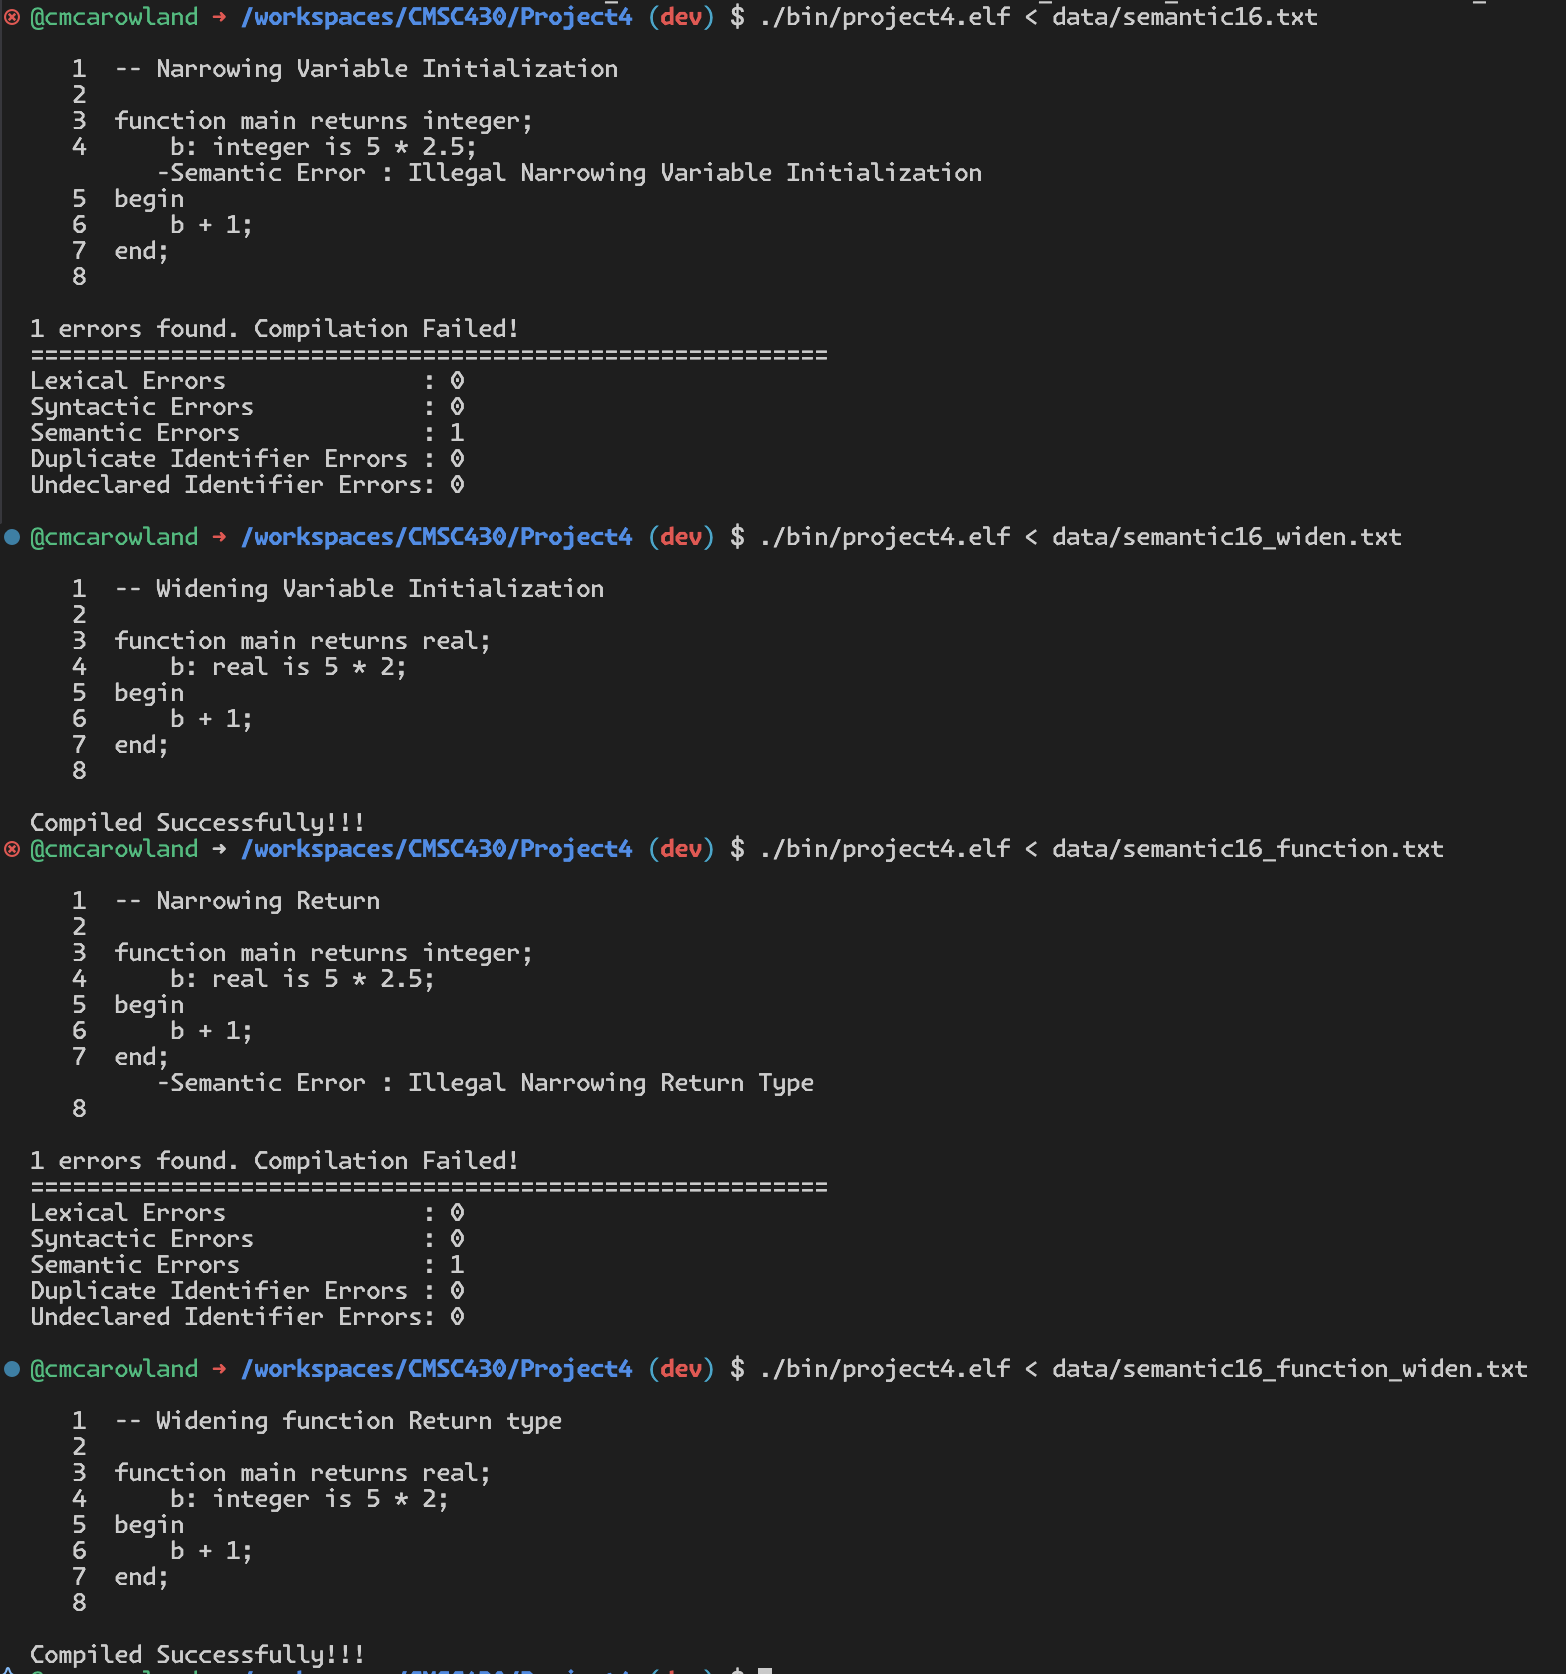 @cmcarowland → /workspaces/CMSC430/Project4 (dev) $ ./bin/project4.elf < data/semantic16.txt
1 -- Narrowing Variable Initialization
2
3 function main returns integer;
4 b: integer is 5 * 2.5;
-Semantic Error : Illegal Narrowing Variable Initialization
5 begin
6 b + 1;
7 end;
8
1 errors found. Compilation Failed!
=========================================================
Lexical Errors : 0
Syntactic Errors : 0
Semantic Errors : 1
Duplicate Identifier Errors : 0
Undeclared Identifier Errors: 0
@cmcarowland → /workspaces/CMSC430/Project4 (dev) $ ./bin/project4.elf < data/semantic16_widen.txt
1 -- Widening Variable Initialization
2
3 function main returns real;
4 b: real is 5 * 2;
5 begin
6 b + 1;
7 end;
8
Compiled Successfully!!!
@cmcarowland → /workspaces/CMSC430/Project4 (dev) $ ./bin/project4.elf < data/semantic16_function.txt
1 -- Narrowing Return
2
3 function main returns integer;
4 b: real is 5 * 2.5;
5 begin
6 b + 1;
7 end;
-Semantic Error : Illegal Narrowing Return Type
8
1 errors found. Compilation Failed!
=========================================================
Lexical Errors : 0
Syntactic Errors : 0
Semantic Errors : 1
Duplicate Identifier Errors : 0
Undeclared Identifier Errors: 0
@cmcarowland → /workspaces/CMSC430/Project4 (dev) $ ./bin/project4.elf < data/semantic16_function_widen.txt
1 -- Widening function Return type
2
3 function main returns real;
4 b: integer is 5 * 2;
5 begin
6 b + 1;
7 end;
8
Compiled Successfully!!!